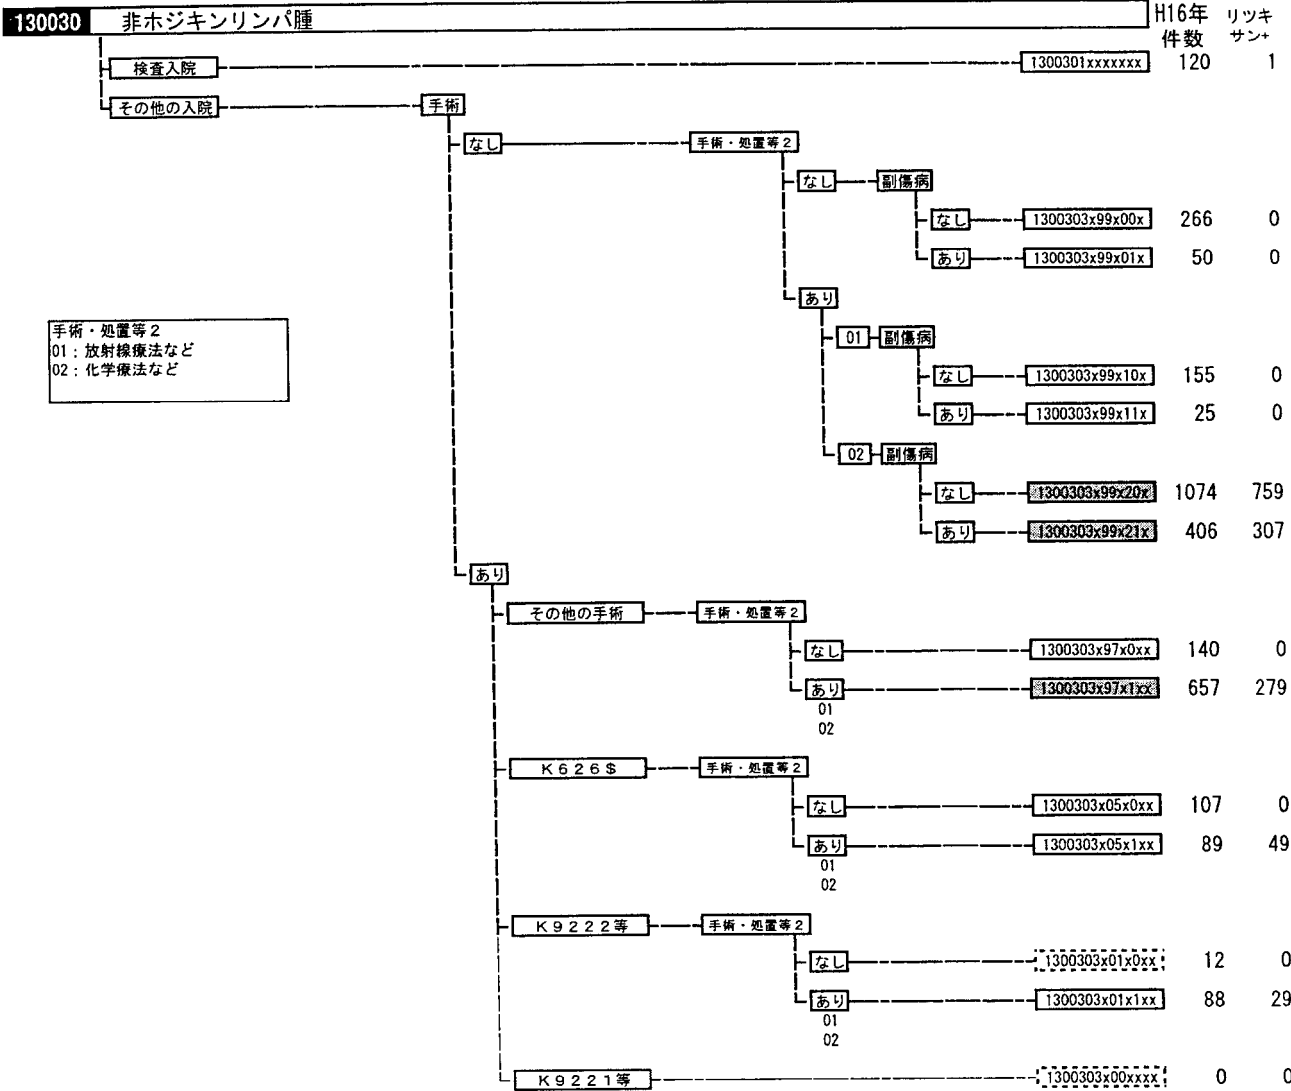 130030 非ホジキンリンパ腫 H16年 リツキ
件数 サン+
検査入院 1300301xxxxxxx 120 1
その他の入院 手術
なし 手術・処置等2
なし 副傷病
なし 1300303x99x00x 266 0
あり 1300303x99x01x 50 0
あり
手術・処置等2
01：放射線療法など
02：化学療法など
01 副傷病
なし 1300303x99x10x 155 0
あり 1300303x99x11x 25 0
02 副傷病
なし 1300303x99x20x 1074 759
あり 1300303x99x21x 406 307
あり
その他の手術 手術・処置等2
なし 1300303x97x0xx 140 0
あり 1300303x97x1xx 657 279
01
02
K626$ 手術・処置等2
なし 1300303x05x0xx 107 0
あり 1300303x05x1xx 89 49
01
02
K9222等 手術・処置等2
なし 1300303x01x0xx 12 0
あり 1300303x01x1xx 88 29
01
02
K9221等 1300303x00xxxx 0 0